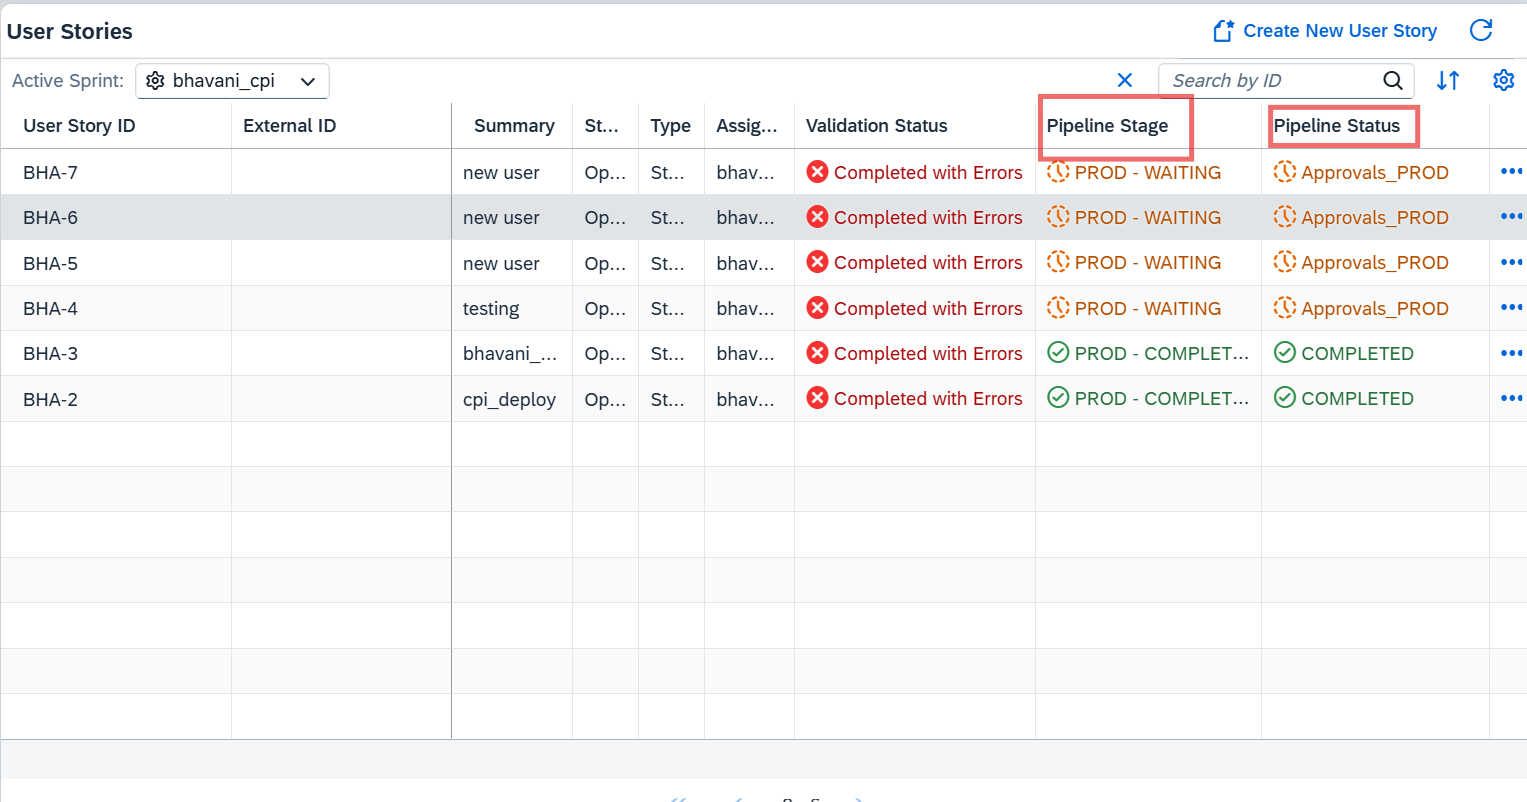 User Stories
Create New User Story
Active Sprint: bhavani_cpi
Search by ID
User Story ID External ID Summary St... Type Assig... Validation Status Pipeline Stage Pipeline Status
BHA-7 new user Op... St... bhav... Completed with Errors PROD - WAITING Approvals_PROD
BHA-6 new user Op... St... bhav... Completed with Errors PROD - WAITING Approvals_PROD
BHA-5 new user Op... St... bhav... Completed with Errors PROD - WAITING Approvals_PROD
BHA-4 testing Op... St... bhav... Completed with Errors PROD - WAITING Approvals_PROD
BHA-3 bhavani_... Op... St... bhav... Completed with Errors PROD - COMPLET... COMPLETED
BHA-2 cpi_deploy Op... St... bhav... Completed with Errors PROD - COMPLET... COMPLETED